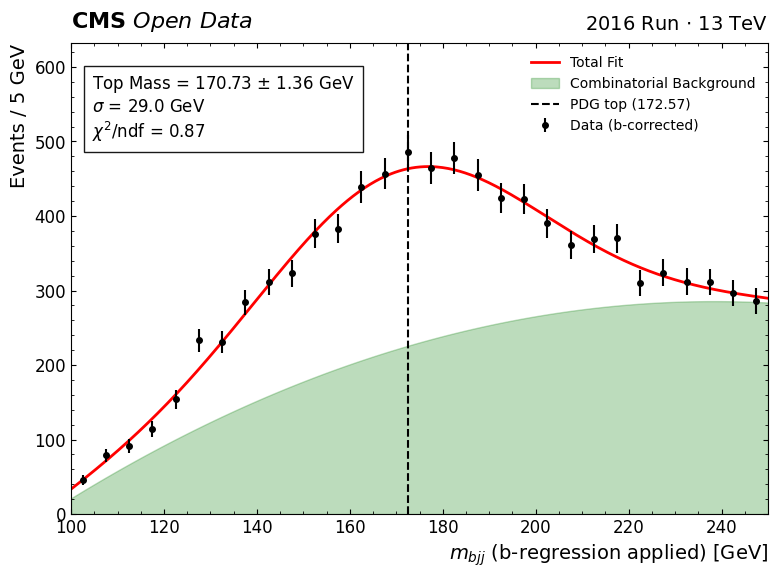 CMS Open Data
2016 Run · 13 TeV
Events / 5 GeV
600
500
400
300
200
100
0
Top Mass = 170.73 ± 1.36 GeV
σ = 29.0 GeV
χ²/ndf = 0.87
Total Fit
Combinatorial Background
PDG top (172.57)
Data (b-corrected)
100 120 140 160 180 200 220 240
m_bjj (b-regression applied) [GeV]